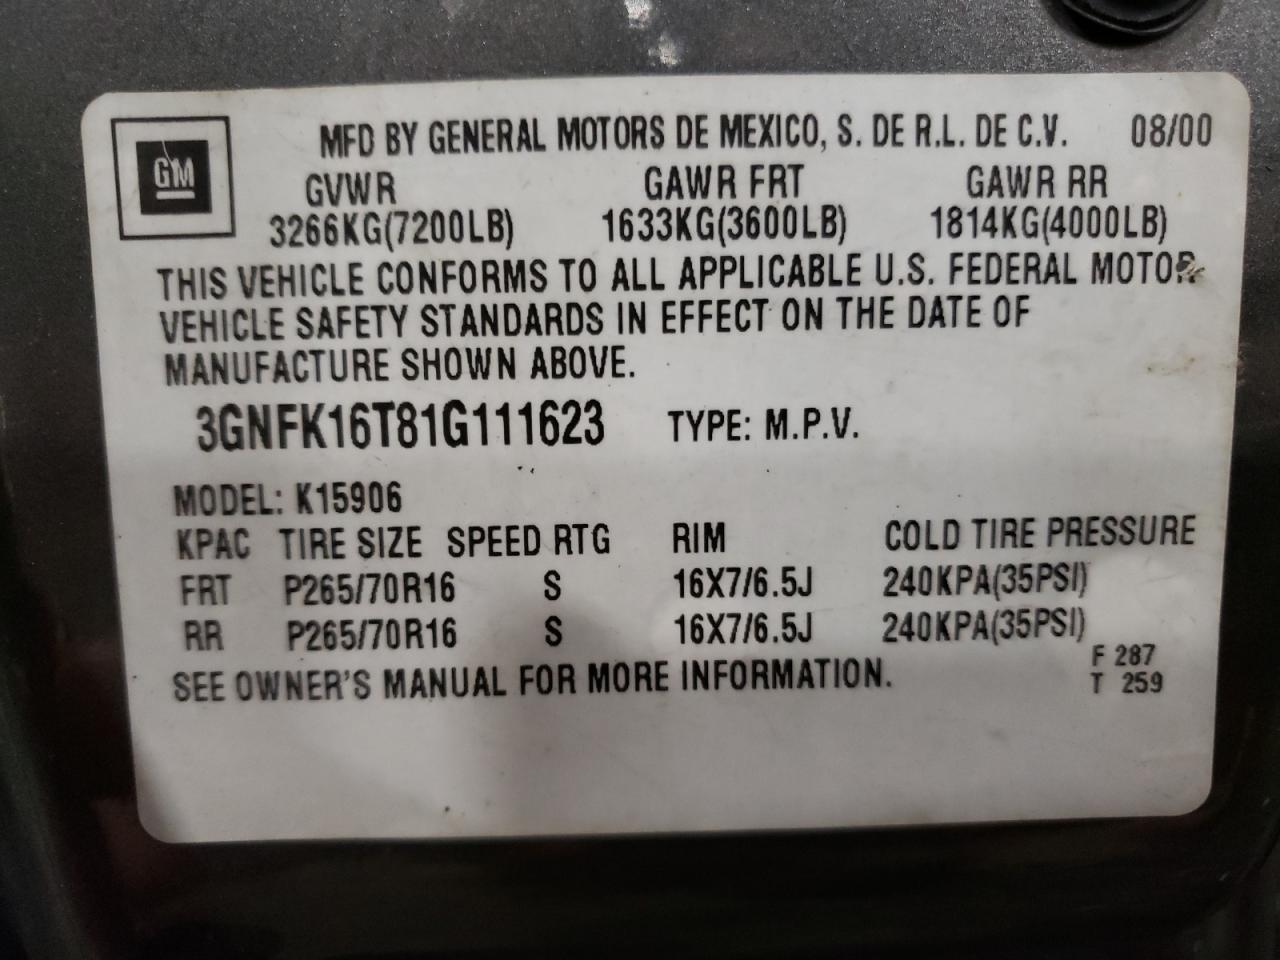 GM
MFD BY GENERAL MOTORS DE MEXICO, S. DE R.L. DE C.V. 08/00
GVWR GAWR FRT GAWR RR
3266KG(7200LB) 1633KG(3600LB) 1814KG(4000LB)
THIS VEHICLE CONFORMS TO ALL APPLICABLE U.S. FEDERAL MOTOR
VEHICLE SAFETY STANDARDS IN EFFECT ON THE DATE OF
MANUFACTURE SHOWN ABOVE.
3GNFK16T81G111623 TYPE: M.P.V.
MODEL: K15906
KPAC TIRE SIZE SPEED RTG RIM COLD TIRE PRESSURE
FRT P265/70R16 S 16X7/6.5J 240KPA(35PSI)
RR P265/70R16 S 16X7/6.5J 240KPA(35PSI)
SEE OWNER'S MANUAL FOR MORE INFORMATION.
F 287
T 259